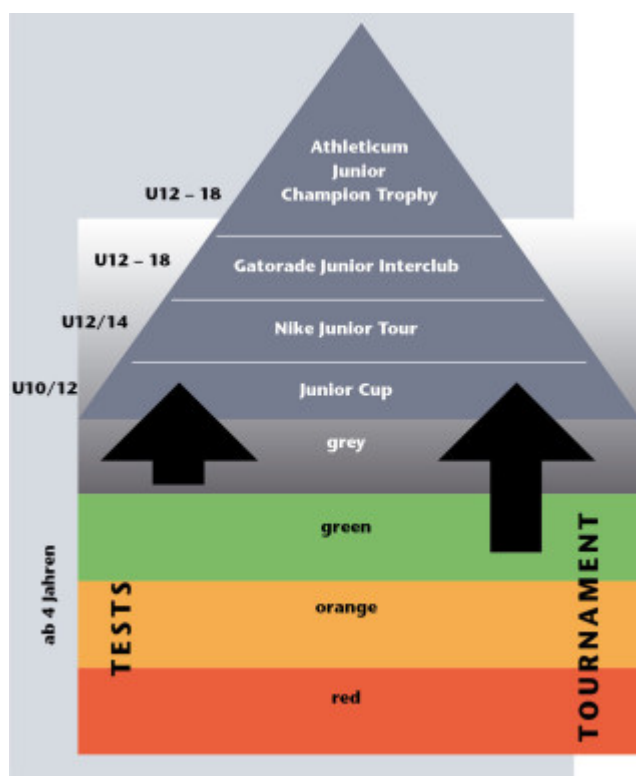 Athleticum
Junior
Champion Trophy
U12 – 18
U12 – 18
Gatorade Junior Interclub
U12/14
Nike Junior Tour
U10/12
Junior Cup
grey
green
orange
red
ab 4 Jahren
TESTS
TOURNAMENT